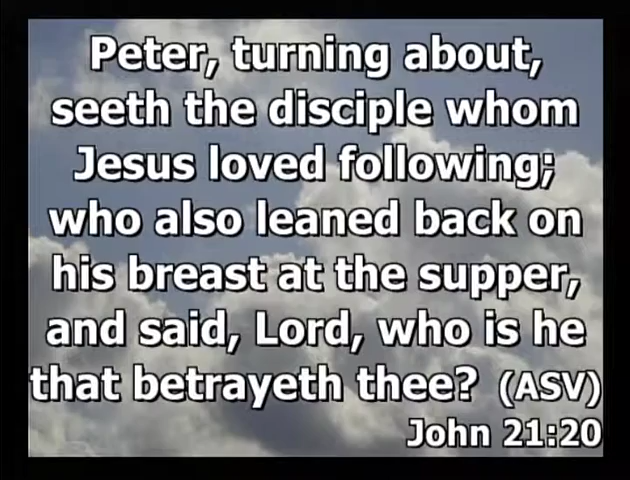 Peter, turning about,
seeth the disciple whom
Jesus loved following;
who also leaned back on
his breast at the supper,
and said, Lord, who is he
that betrayeth thee? (ASV)
John 21:20